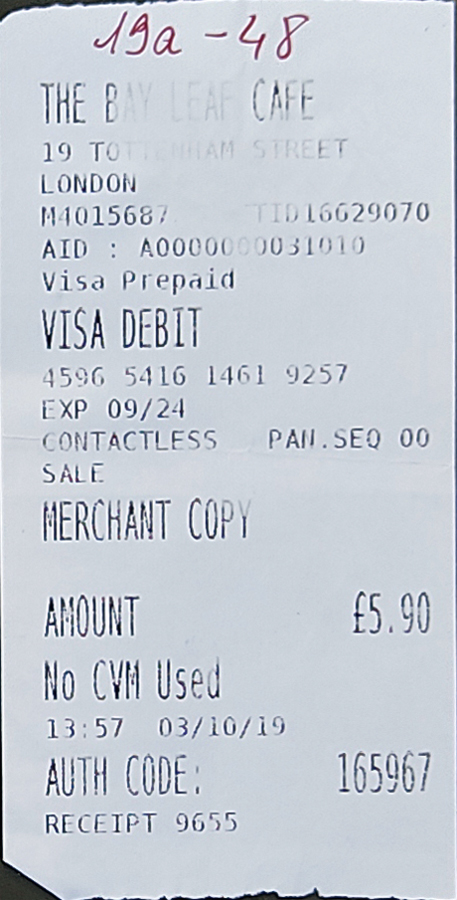 19a - 48
THE BAY LEAF CAFE
19 TOTTENHAM STREET
LONDON
M4015687 TID16629070
AID : A0000000031010
Visa Prepaid
VISA DEBIT
4596 5416 1461 9257
EXP 09/24
CONTACTLESS PAN.SEQ 00
SALE
MERCHANT COPY
AMOUNT £5.90
No CVM Used
13:57 03/10/19
AUTH CODE: 165967
RECEIPT 9655